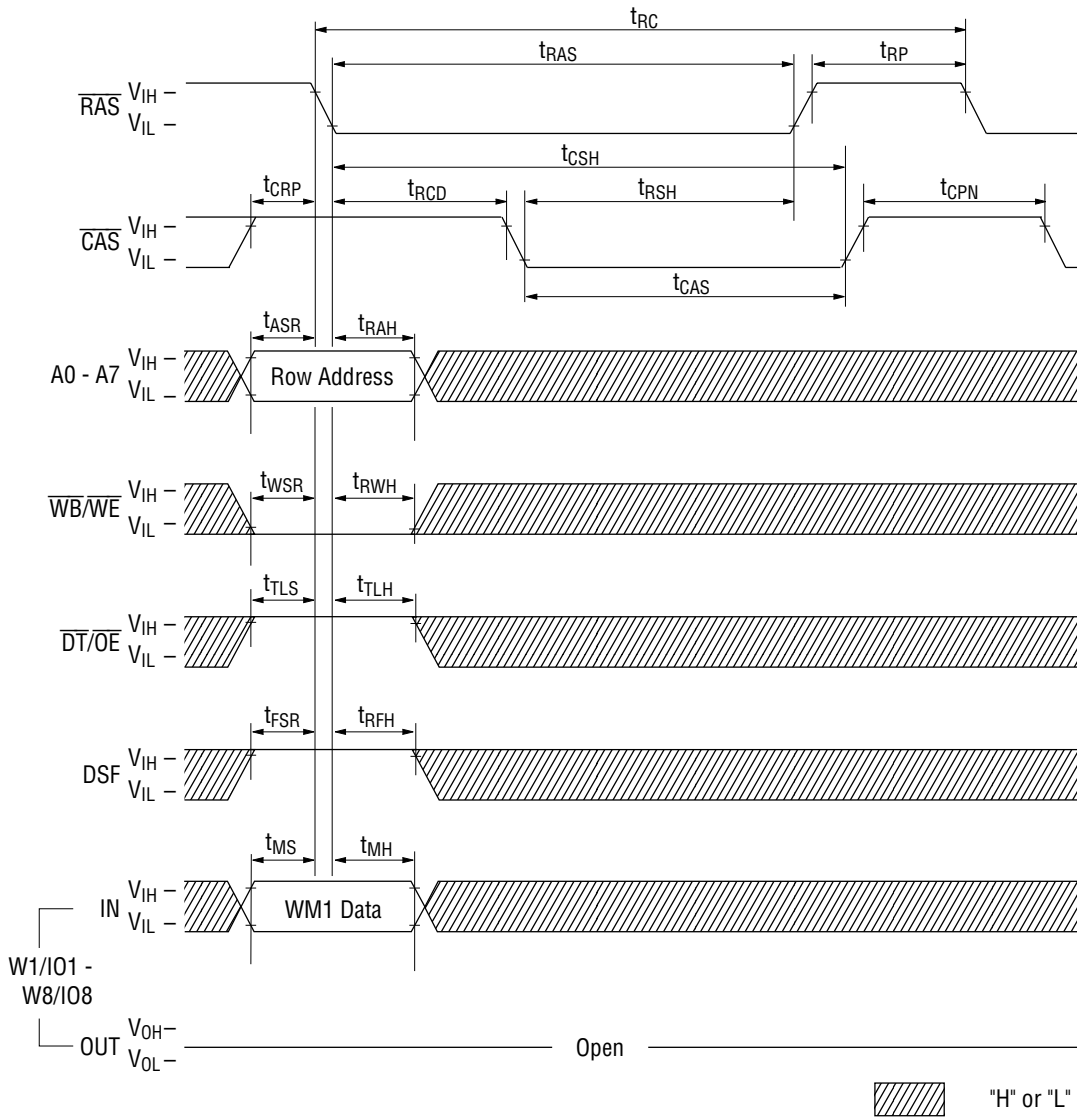 tRC
tRAS
tRP
RAS
VIH –
VIL –
tCSH
tCRP
tRCD
tRSH
tCPN
CAS
VIH –
VIL –
tCAS
tASR
tRAH
A0 - A7
VIH –
VIL –
Row Address
tWSR
tRWH
WB/WE
VIH –
VIL –
tTLS
tTLH
DT/OE
VIH –
VIL –
tFSR
tRFH
DSF
VIH –
VIL –
tMS
tMH
IN
VIH –
VIL –
WM1 Data
W1/IO1 -
W8/IO8
OUT
VOH–
VOL –
Open
"H" or "L"